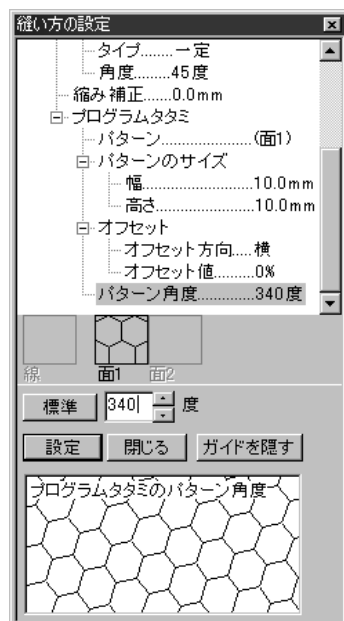 縫い方の設定
タイプ.......一定
角度.........45度
縮み補正......0.0mm
プログラムタタミ
パターン......................(面1)
パターンのサイズ
幅.......................10.0mm
高さ.....................10.0mm
オフセット
オフセット方向.....横
オフセット値.........0%
パターン角度.............340度
線 面1 面2
標準 340 度
設定 閉じる ガイドを隠す
プログラムタタミのパターン角度